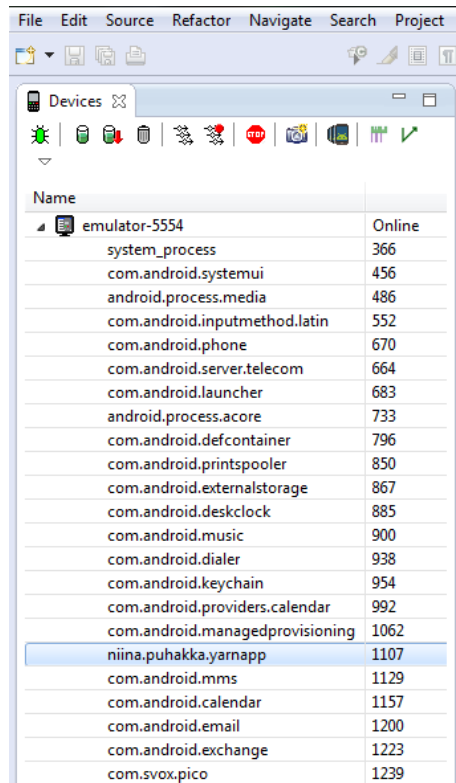 File Edit Source Refactor Navigate Search Project
Devices
STOP
Name
emulator-5554 Online
system_process 366
com.android.systemui 456
android.process.media 486
com.android.inputmethod.latin 552
com.android.phone 670
com.android.server.telecom 664
com.android.launcher 683
android.process.acore 733
com.android.defcontainer 796
com.android.printspooler 850
com.android.externalstorage 867
com.android.deskclock 885
com.android.music 900
com.android.dialer 938
com.android.keychain 954
com.android.providers.calendar 992
com.android.managedprovisioning 1062
niina.puhakka.yarnapp 1107
com.android.mms 1129
com.android.calendar 1157
com.android.email 1200
com.android.exchange 1223
com.svox.pico 1239